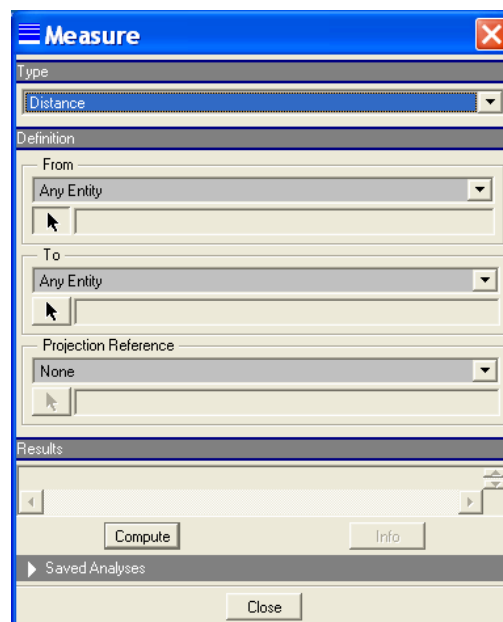 Measure
Type
Distance
Definition
From
Any Entity
To
Any Entity
Projection Reference
None
Results
Compute Info
Saved Analyses
Close